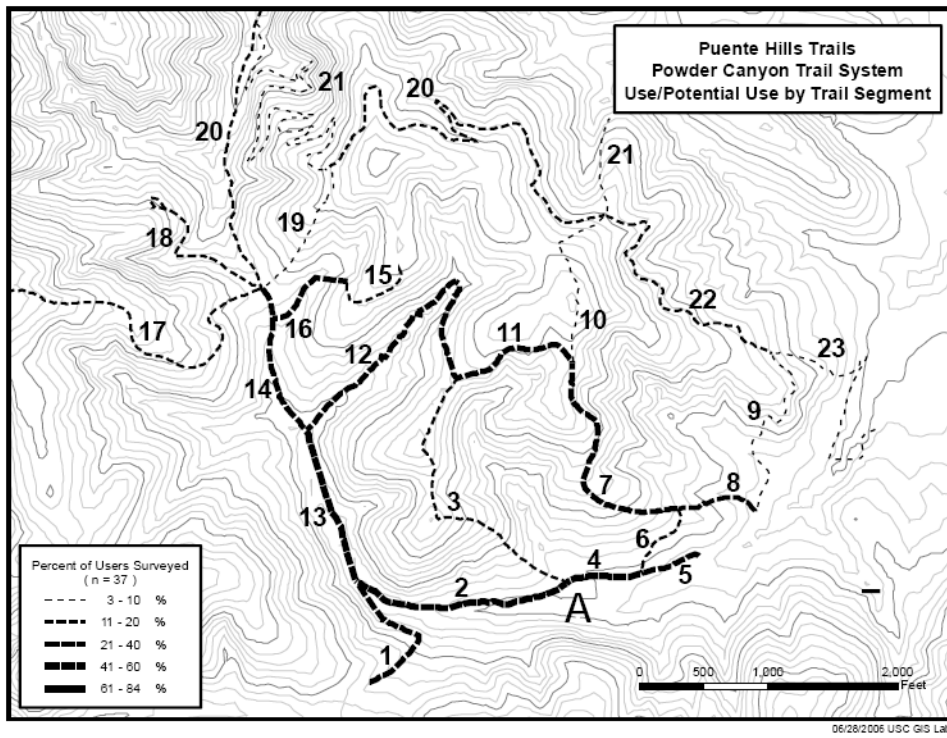 Puente Hills Trails
Powder Canyon Trail System
Use/Potential Use by Trail Segment
21
20
20
21
19
18
15
22
16
10
11
17
12
23
14
9
7
8
3
13
6
4
5
2
A
1
Percent of Users Surveyed
( n = 37 )
3 - 10 %
11 - 20 %
21 - 40 %
41 - 60 %
61 - 84 %
0 500 1,000 2,000
Feet
06/28/2006 USC GIS Lab